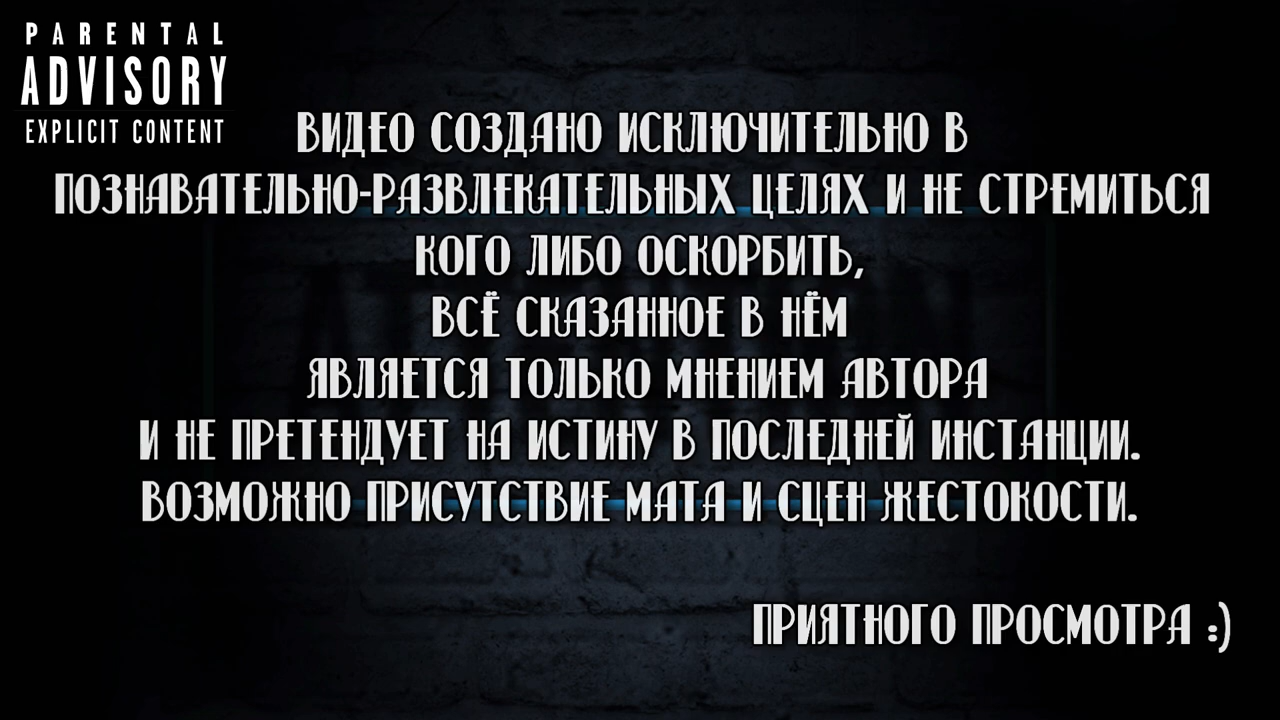 PARENTAL
ADVISORY
EXPLICIT CONTENT
ВИДЕО СОЗДАНО ИСКЛЮЧИТЕЛЬНО В
ПОЗНАВАТЕЛЬНО-РАЗВЛЕКАТЕЛЬНЫХ ЦЕЛЯХ И НЕ СТРЕМИТЬСЯ
КОГО ЛИБО ОСКОРБИТЬ,
ВСЁ СКАЗАННОЕ В НЁМ
ЯВЛЯЕТСЯ ТОЛЬКО МНЕНИЕМ АВТОРА
И НЕ ПРЕТЕНДУЕТ НА ИСТИНУ В ПОСЛЕДНЕЙ ИНСТАНЦИИ.
ВОЗМОЖНО ПРИСУТСТВИЕ МАТА И СЦЕН ЖЕСТОКОСТИ.
ПРИЯТНОГО ПРОСМОТРА :)